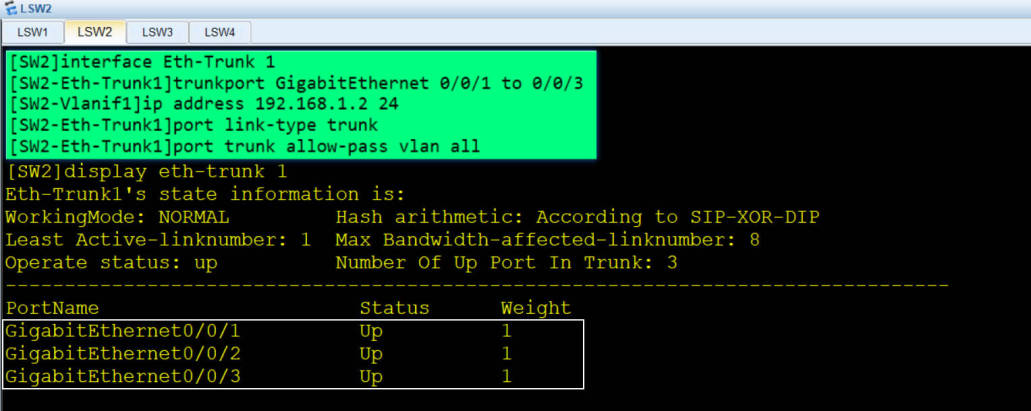 LSW2
LSW1 LSW2 LSW3 LSW4
[SW2]interface Eth-Trunk 1
[SW2-Eth-Trunk1]trunkport GigabitEthernet 0/0/1 to 0/0/3
[SW2-Vlanif1]ip address 192.168.1.2 24
[SW2-Eth-Trunk1]port link-type trunk
[SW2-Eth-Trunk1]port trunk allow-pass vlan all
[SW2]display eth-trunk 1
Eth-Trunk1's state information is:
WorkingMode: NORMAL Hash arithmetic: According to SIP-XOR-DIP
Least Active-linknumber: 1 Max Bandwidth-affected-linknumber: 8
Operate status: up Number Of Up Port In Trunk: 3
--------------------------------------------------------------------------------
PortName Status Weight
GigabitEthernet0/0/1 Up 1
GigabitEthernet0/0/2 Up 1
GigabitEthernet0/0/3 Up 1